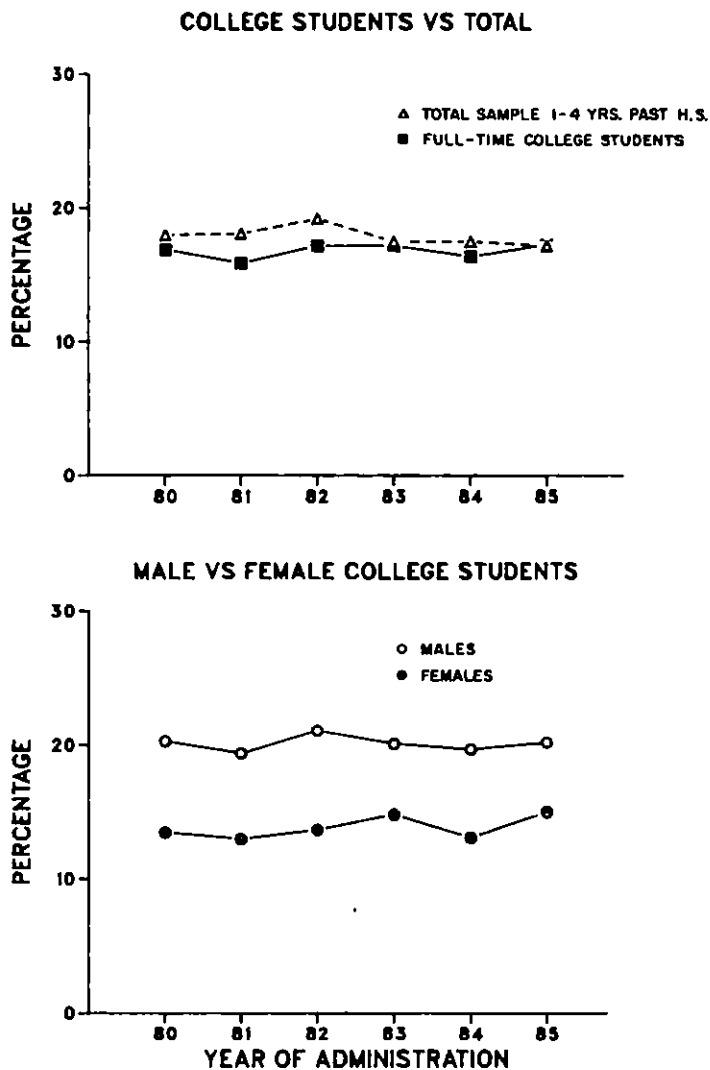 COLLEGE STUDENTS VS TOTAL
30
△ TOTAL SAMPLE 1-4 YRS. PAST H.S.
■ FULL-TIME COLLEGE STUDENTS
20
PERCENTAGE
10
0
80 81 82 83 84 85
MALE VS FEMALE COLLEGE STUDENTS
30
○ MALES
● FEMALES
20
PERCENTAGE
10
0
80 81 82 83 84 85
YEAR OF ADMINISTRATION